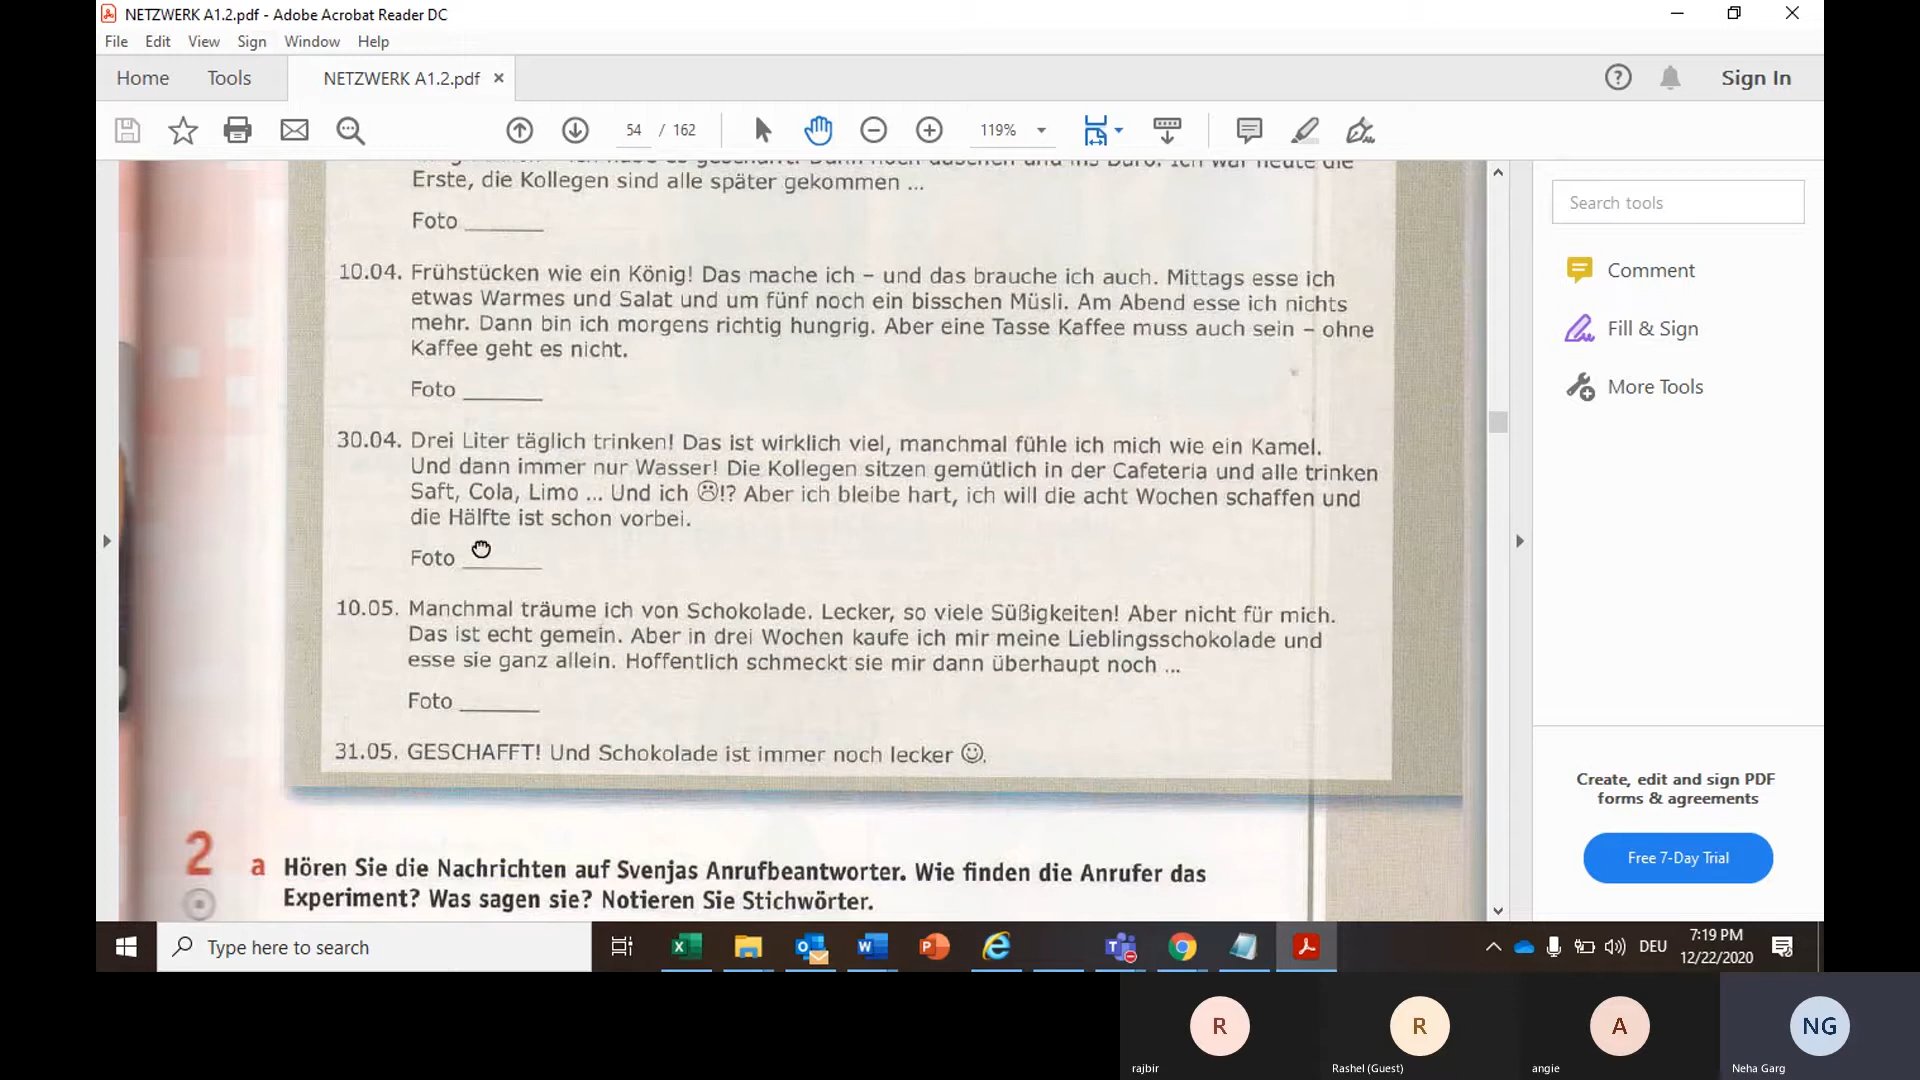 NETZWERK A1.2.pdf - Adobe Acrobat Reader DC
File Edit View Sign Window Help
Home Tools NETZWERK A1.2.pdf × Sign In
54 / 162 119%
Erste, die Kollegen sind alle später gekommen ...
Foto ______
10.04. Frühstücken wie ein König! Das mache ich – und das brauche ich auch. Mittags esse ich
etwas Warmes und Salat und um fünf noch ein bisschen Müsli. Am Abend esse ich nichts
mehr. Dann bin ich morgens richtig hungrig. Aber eine Tasse Kaffee muss auch sein – ohne
Kaffee geht es nicht.
Foto ______
30.04. Drei Liter täglich trinken! Das ist wirklich viel, manchmal fühle ich mich wie ein Kamel.
Und dann immer nur Wasser! Die Kollegen sitzen gemütlich in der Cafeteria und alle trinken
Saft, Cola, Limo ... Und ich ☹!? Aber ich bleibe hart, ich will die acht Wochen schaffen und
die Hälfte ist schon vorbei.
Foto ______
10.05. Manchmal träume ich von Schokolade. Lecker, so viele Süßigkeiten! Aber nicht für mich.
Das ist echt gemein. Aber in drei Wochen kaufe ich mir meine Lieblingsschokolade und
esse sie ganz allein. Hoffentlich schmeckt sie mir dann überhaupt noch ...
Foto ______
31.05. GESCHAFFT! Und Schokolade ist immer noch lecker ☺.
2 a Hören Sie die Nachrichten auf Svenjas Anrufbeantworter. Wie finden die Anrufer das
Experiment? Was sagen sie? Notieren Sie Stichwörter.
Search tools
Comment
Fill & Sign
More Tools
Create, edit and sign PDF
forms & agreements
Free 7-Day Trial
Type here to search
DEU
7:19 PM
12/22/2020
R
R
A
NG
rajbir
Rashel (Guest)
angie
Neha Garg